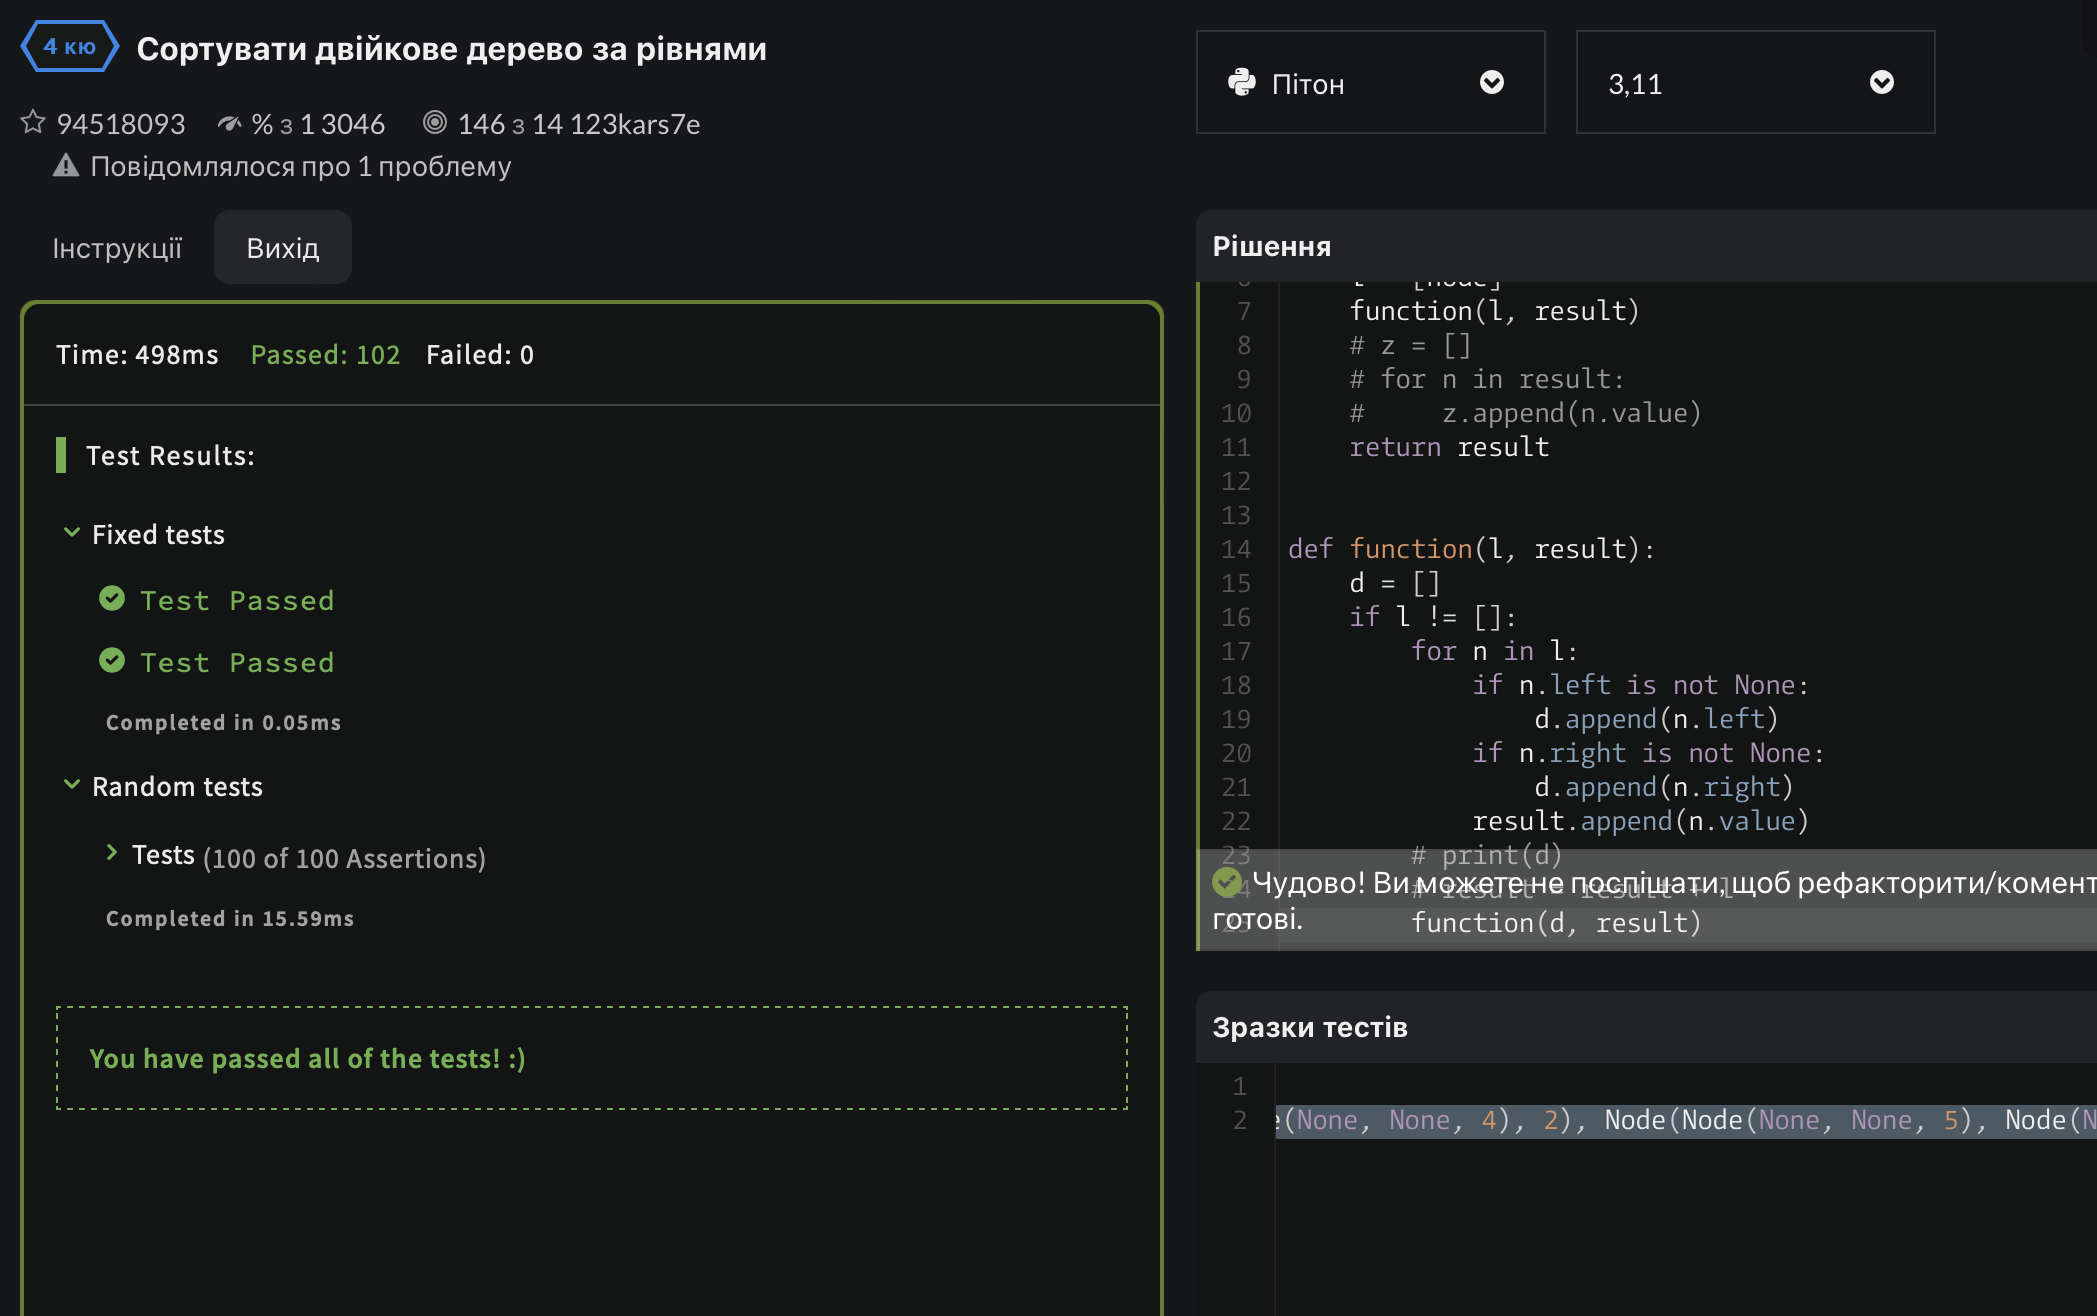 4 кю Сортувати двійкове дерево за рівнями
94518093 % з 1 3046 146 з 14 123kars7e
Повідомлялося про 1 проблему
Інструкції Вихід
Time: 498ms Passed: 102 Failed: 0
Test Results:
Fixed tests
Test Passed
Test Passed
Completed in 0.05ms
Random tests
Tests (100 of 100 Assertions)
Completed in 15.59ms
You have passed all of the tests! :)
Пітон
3,11
Рішення
7 function(l, result)
8 # z = []
9 # for n in result:
10 #     z.append(n.value)
11 return result
12
13
14 def function(l, result):
15 d = []
16 if l != []:
17 for n in l:
18 if n.left is not None:
19 d.append(n.left)
20 if n.right is not None:
21 d.append(n.right)
22 result.append(n.value)
23 # print(d)
24 # result = result + l
25 function(d, result)
Чудово! Ви можете не поспішати, щоб рефакторити/комент
готові.
Зразки тестів
1
2 e(None, None, 4), 2), Node(Node(None, None, 5), Node(N